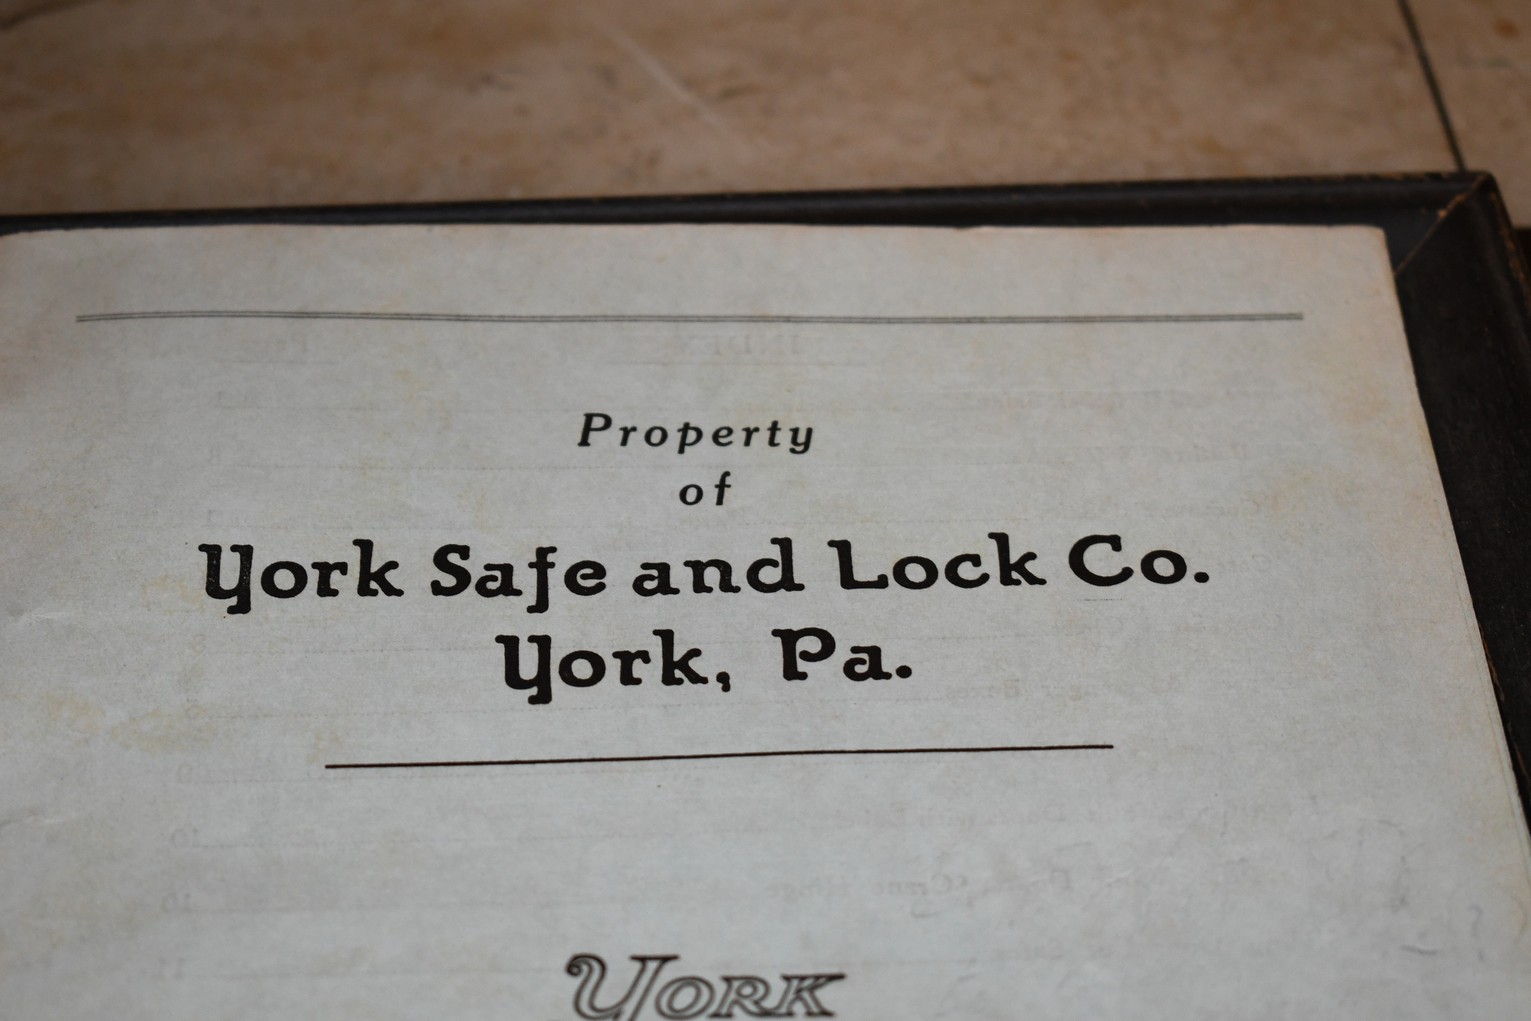 Property
of
York Safe and Lock Co.
York, Pa.
York